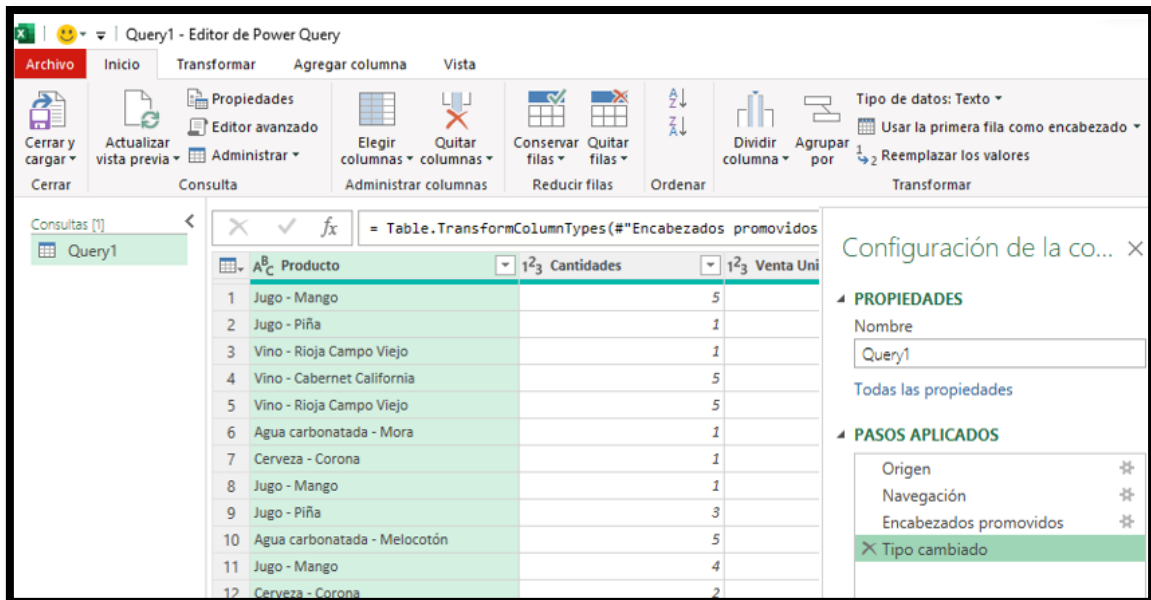 Query1 - Editor de Power Query
Archivo Inicio Transformar Agregar columna Vista
Cerrar y cargar
Actualizar vista previa
Propiedades
Editor avanzado
Administrar
Elegir columnas
Quitar columnas
Conservar filas
Quitar filas
Dividir columna
Agrupar por
Tipo de datos: Texto
Usar la primera fila como encabezado
Reemplazar los valores
Cerrar Consulta Administrar columnas Reducir filas Ordenar Transformar
Consultas [1]
Query1
fx = Table.TransformColumnTypes(#"Encabezados promovidos
ABC Producto 123 Cantidades 123 Venta Uni
1 Jugo - Mango 5
2 Jugo - Piña 1
3 Vino - Rioja Campo Viejo 1
4 Vino - Cabernet California 5
5 Vino - Rioja Campo Viejo 5
6 Agua carbonatada - Mora 1
7 Cerveza - Corona 1
8 Jugo - Mango 1
9 Jugo - Piña 3
10 Agua carbonatada - Melocotón 5
11 Jugo - Mango 4
12 Cerveza - Corona 2
Configuración de la co...
PROPIEDADES
Nombre
Query1
Todas las propiedades
PASOS APLICADOS
Origen
Navegación
Encabezados promovidos
Tipo cambiado